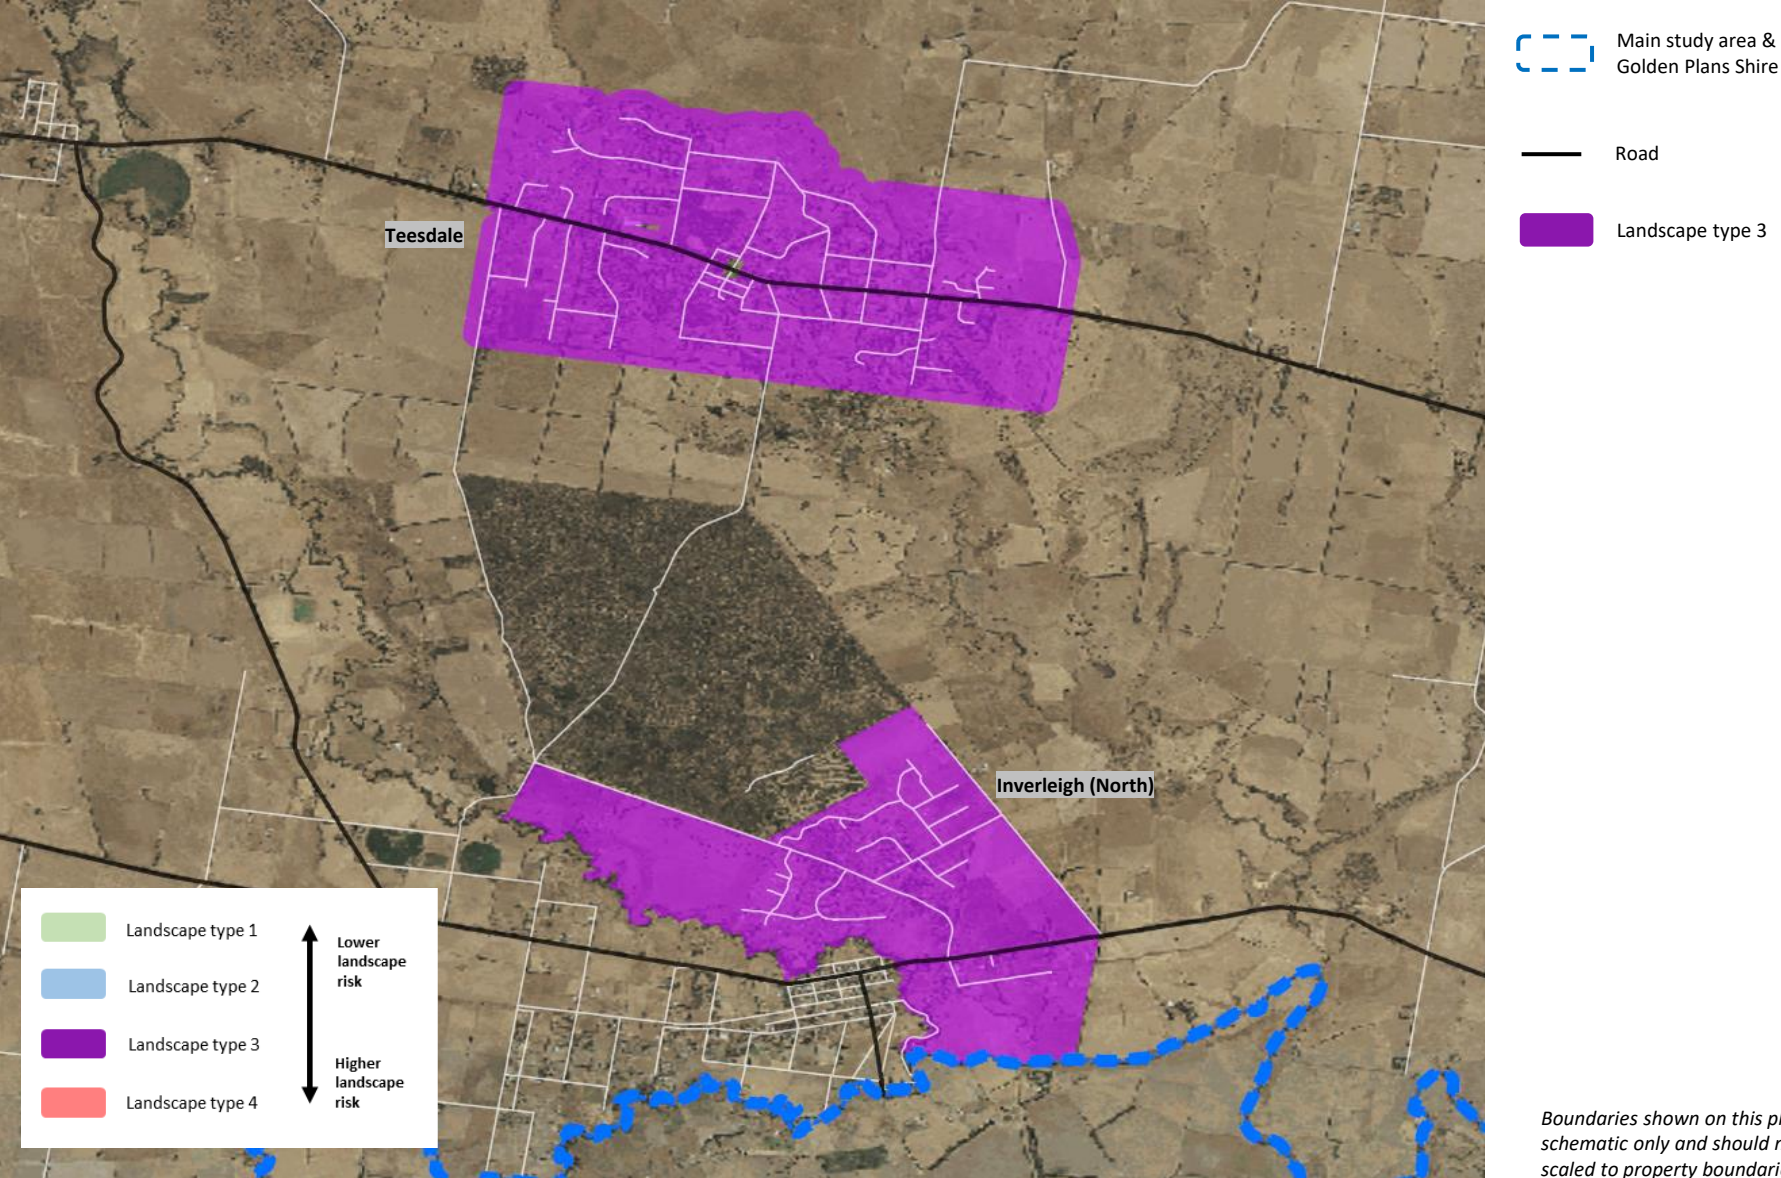 Main study area &
Golden Plans Shire
Road
Landscape type 3
Teesdale
Inverleigh (North)
Landscape type 1
Landscape type 2
Landscape type 3
Landscape type 4
Lower
landscape
risk
Higher
landscape
risk
Boundaries shown on this
schematic only and should
scaled to property